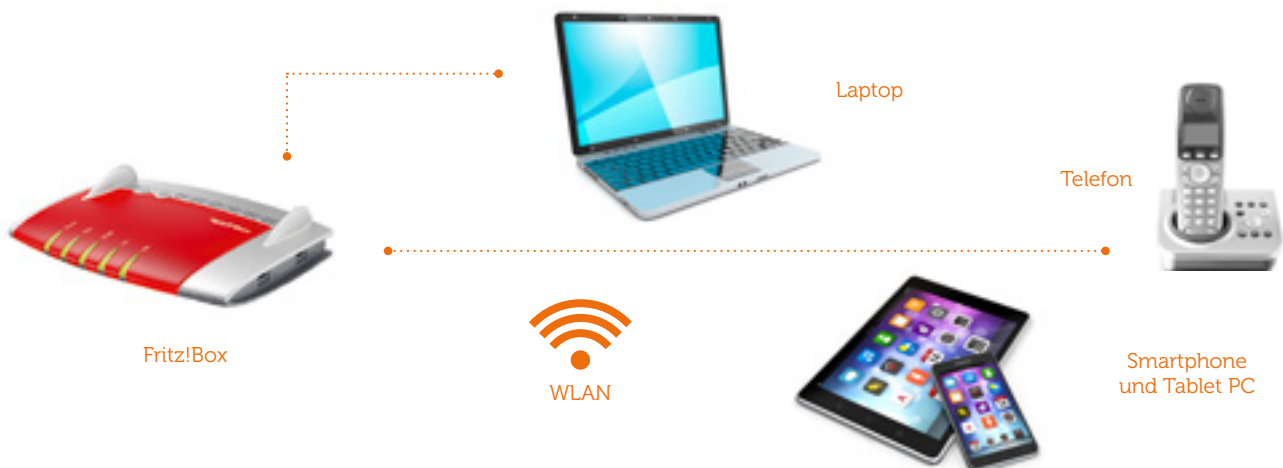 Laptop
Telefon
Fritz!Box
WLAN
Smartphone
und Tablet PC